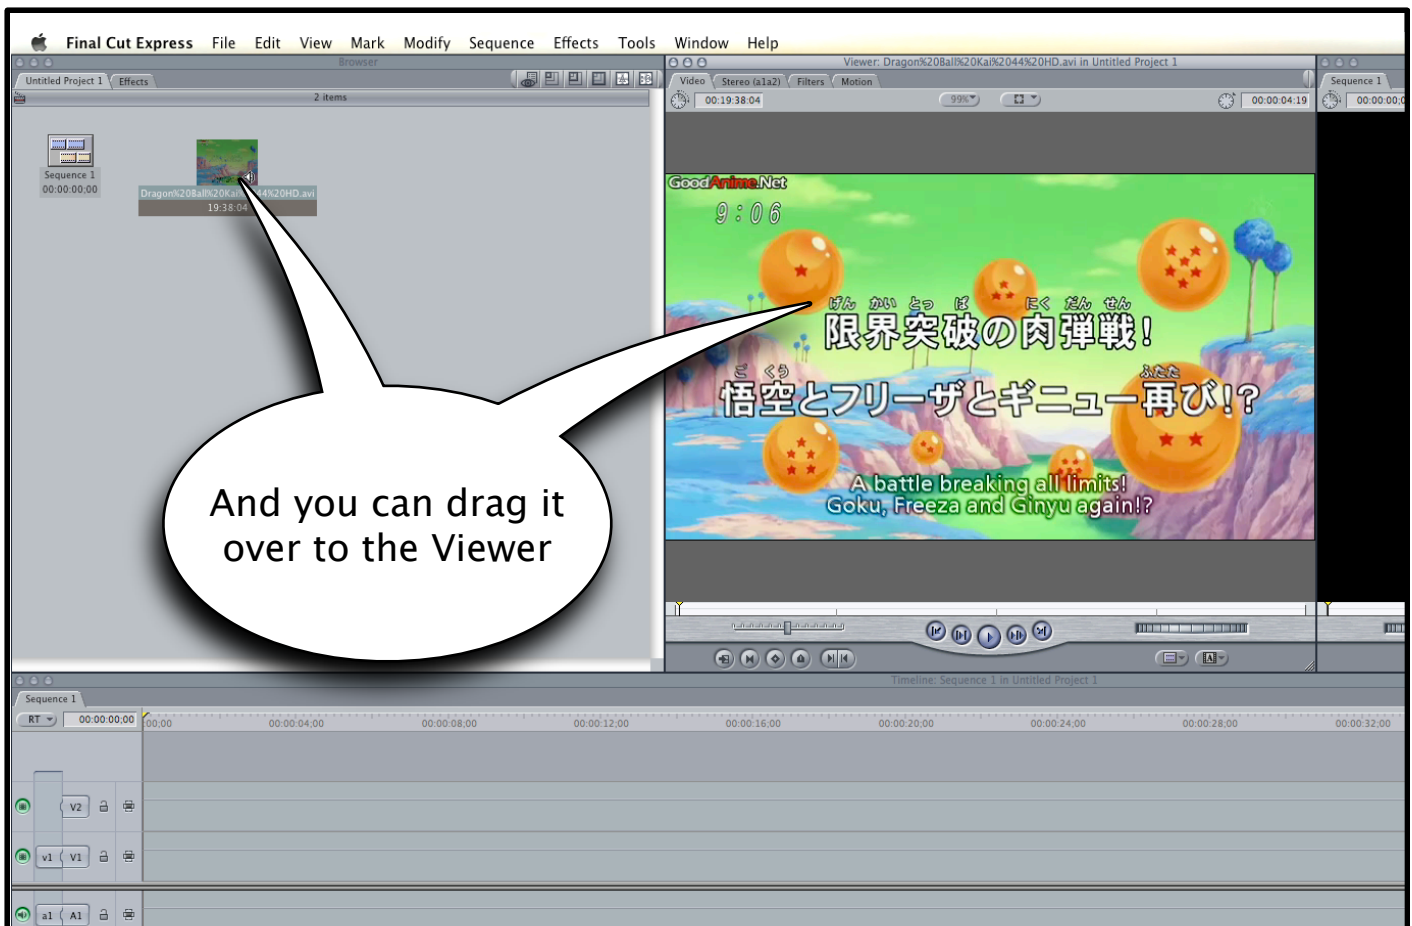 Final Cut Express File Edit View Mark Modify Sequence Effects Tools Window Help
Browser
Untitled Project 1 Effects
2 items
Sequence 1
00:00:00;00
19:38:04
Viewer: Dragon%20Ball%20Kai%2044%20HD.avi in Untitled Project 1
Video Stereo (a1a2) Filters Motion
00:19:38:04 99% 00:00:04:19
Sequence 1
GoodAnime.Net
9:06
げん かい とっ ぱ にく だん せん
限界突破の肉弾戦!
ご くう ふたた
悟空とフリーザとギニュー再び!?
A battle breaking all limits!
Goku, Freeza and Ginyu again!?
And you can drag it
over to the Viewer
Timeline: Sequence 1 in Untitled Project 1
Sequence 1
RT 00:00:00;00 00:00:04;00 00:00:08;00 00:00:12;00 00:00:16;00 00:00:20;00 00:00:24;00 00:00:28;00 00:00:32;00
V2
v1 V1
a1 A1